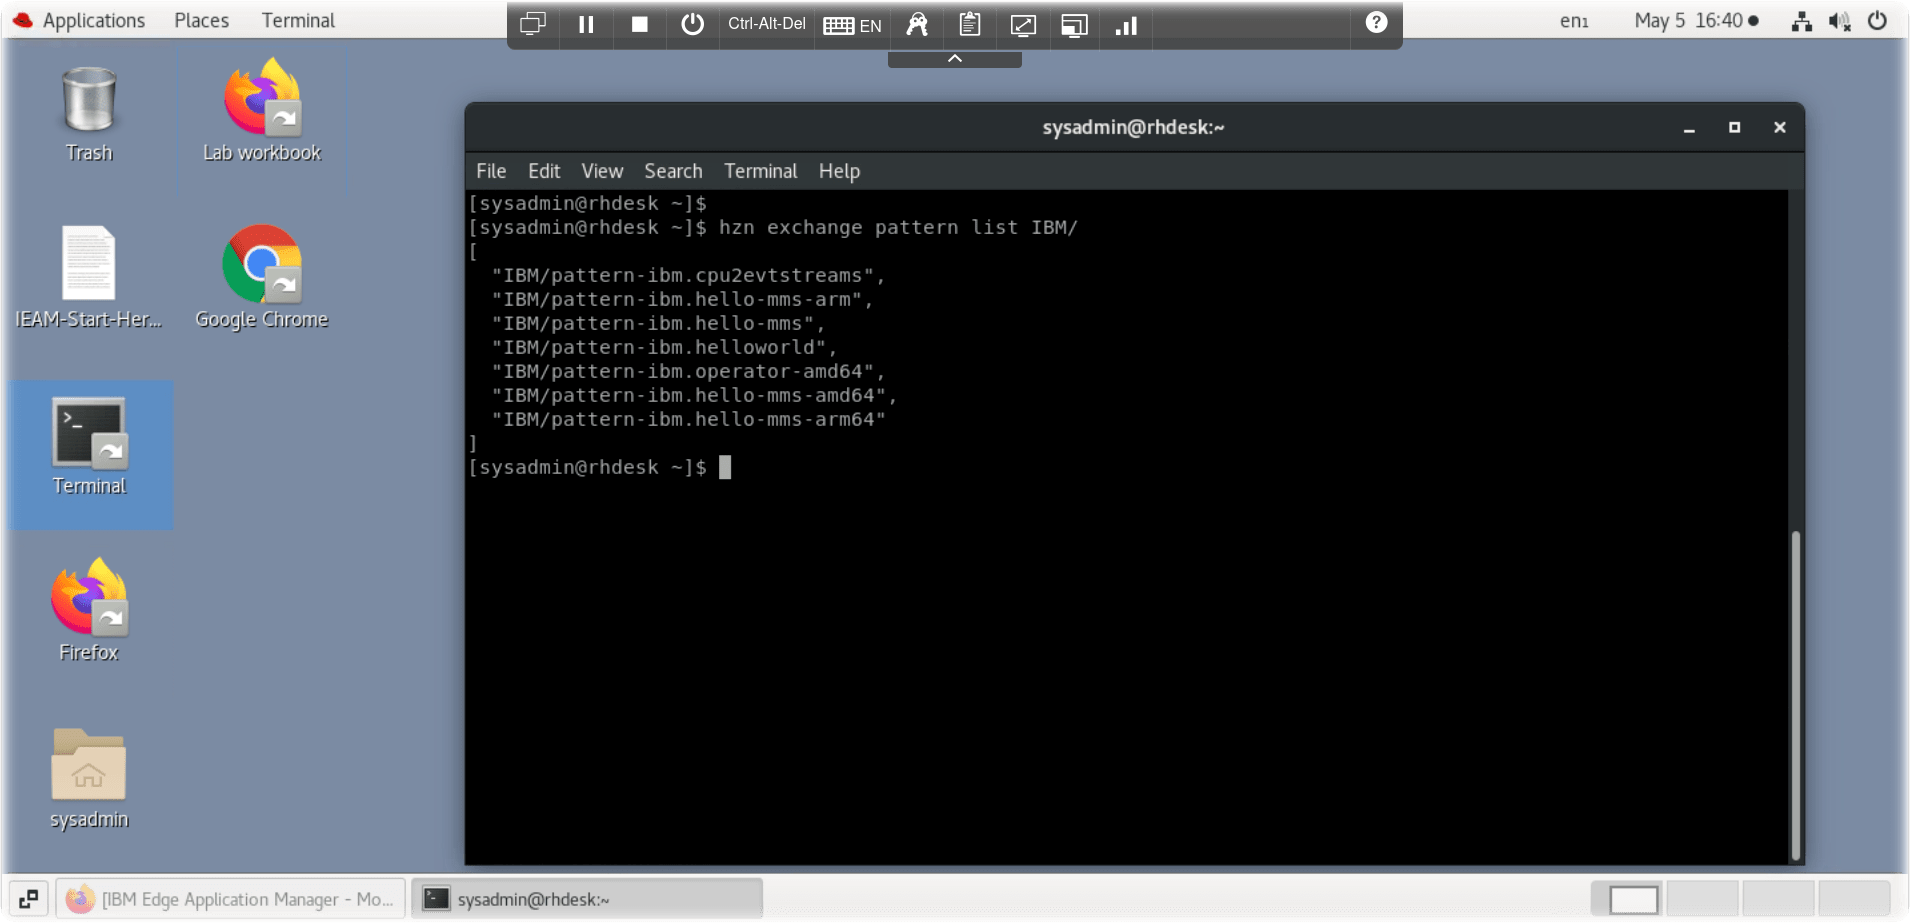 Applications Places Terminal
Ctrl-Alt-Del EN
?
en₁ May 5 16:40
Trash
Lab workbook
IEAM-Start-Her...
Google Chrome
Terminal
Firefox
sysadmin
sysadmin@rhdesk:~
File Edit View Search Terminal Help
[sysadmin@rhdesk ~]$
[sysadmin@rhdesk ~]$ hzn exchange pattern list IBM/
[
  "IBM/pattern-ibm.cpu2evtstreams",
  "IBM/pattern-ibm.hello-mms-arm",
  "IBM/pattern-ibm.hello-mms",
  "IBM/pattern-ibm.helloworld",
  "IBM/pattern-ibm.operator-amd64",
  "IBM/pattern-ibm.hello-mms-amd64",
  "IBM/pattern-ibm.hello-mms-arm64"
]
[sysadmin@rhdesk ~]$
[IBM Edge Application Manager - Mo...
sysadmin@rhdesk:~